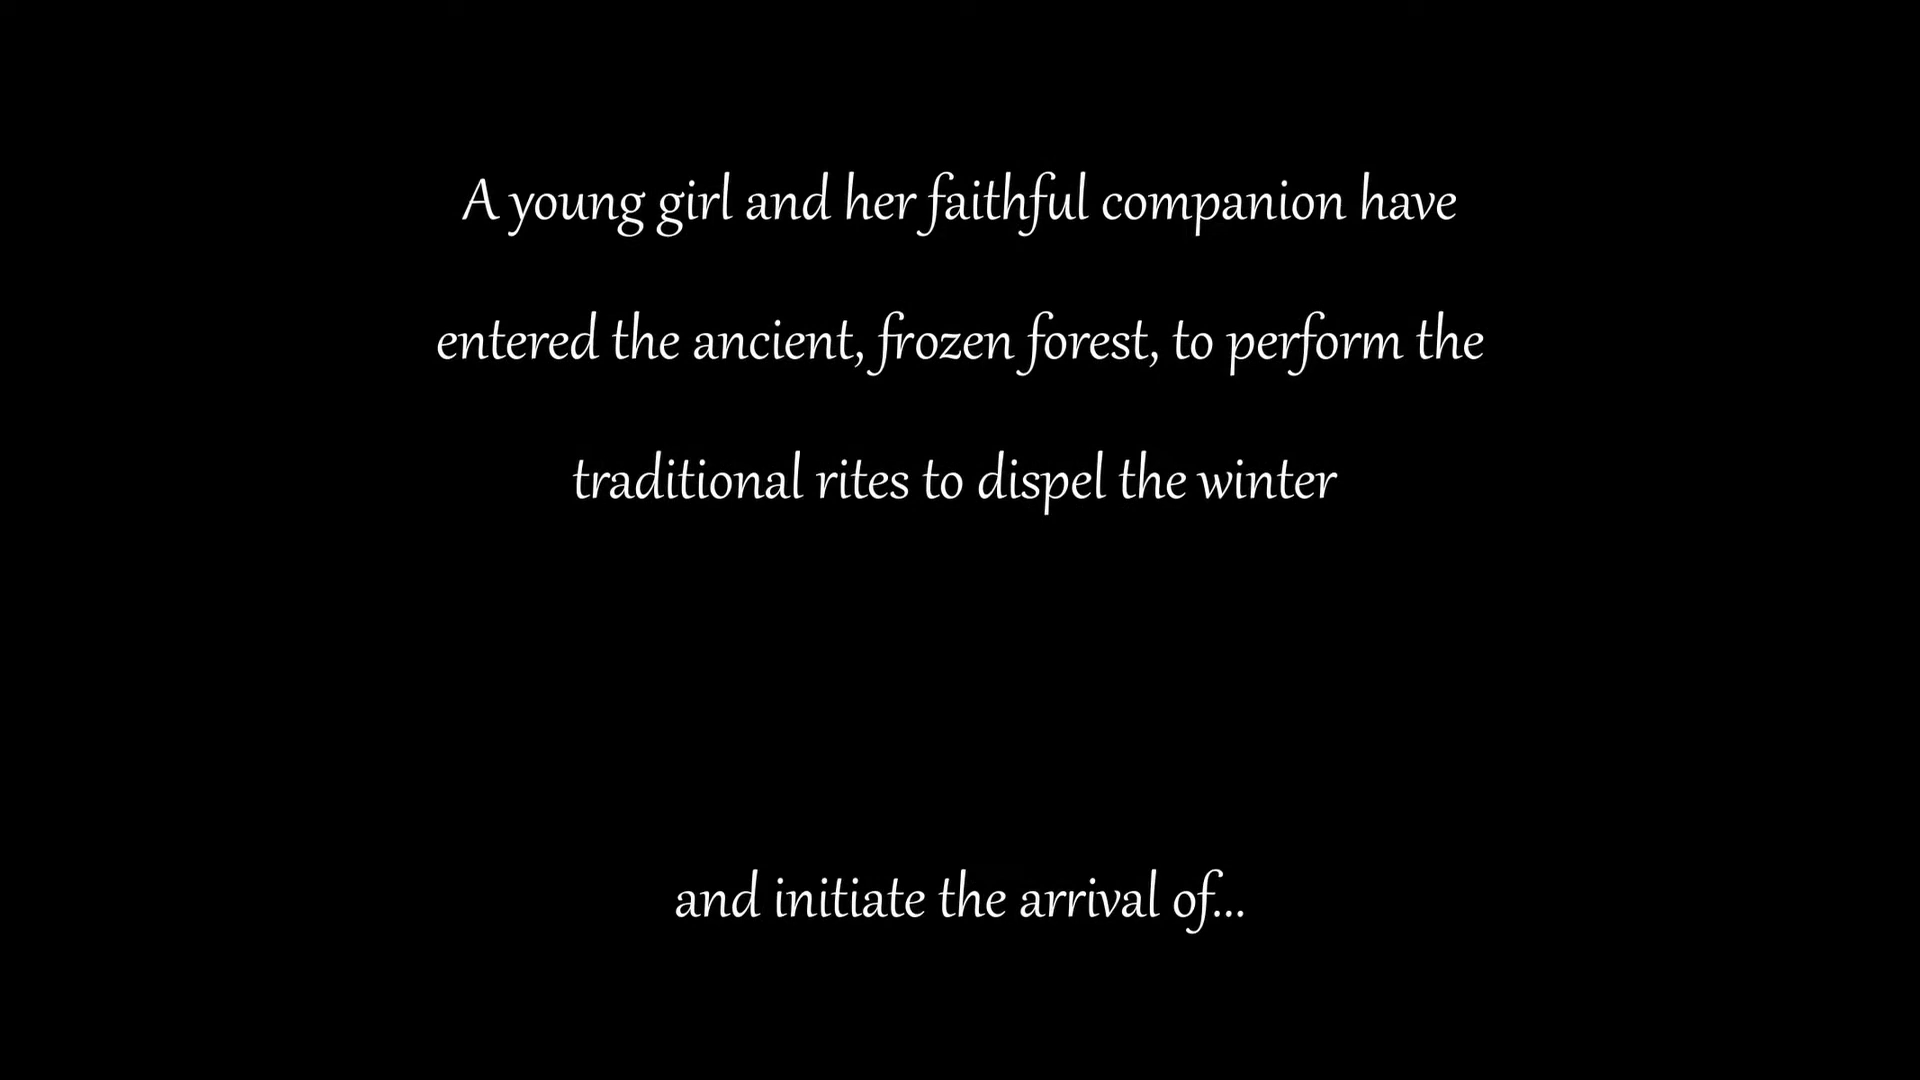 A young girl and her faithful companion have
entered the ancient, frozen forest, to perform the
traditional rites to dispel the winter
and initiate the arrival of...